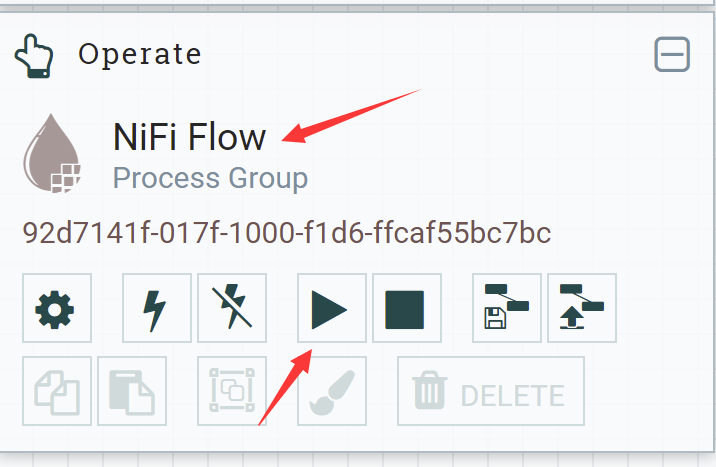 Operate
NiFi Flow
Process Group
92d7141f-017f-1000-f1d6-ffcaf55bc7bc
DELETE